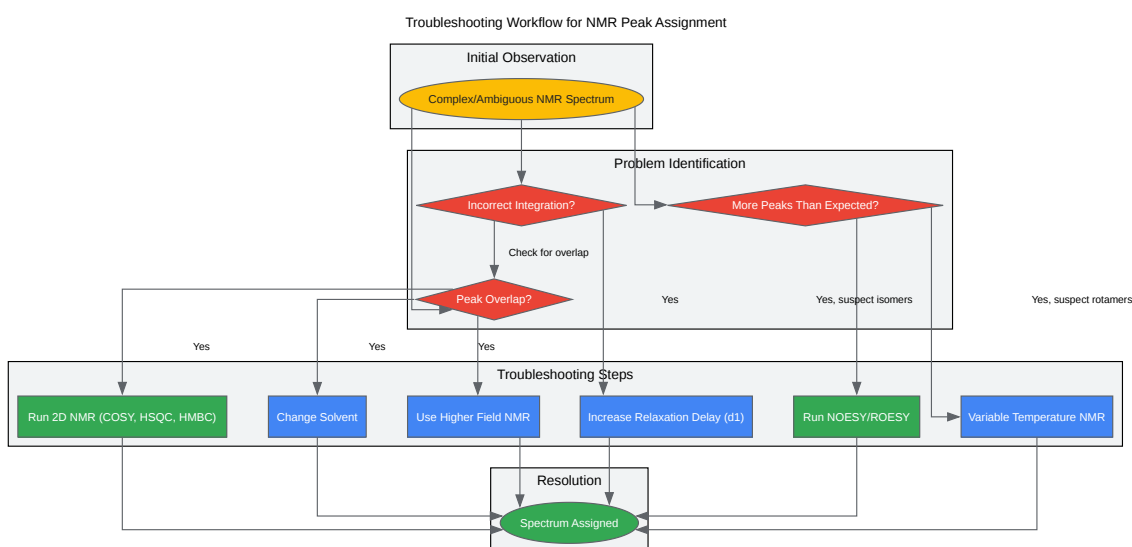 Troubleshooting Workflow for NMR Peak Assignment
Initial Observation
Complex/Ambiguous NMR Spectrum
Problem Identification
Incorrect Integration?
More Peaks Than Expected?
Check for overlap
Peak Overlap?
Yes
Yes, suspect isomers
Yes, suspect rotamers
Yes
Yes
Yes
Troubleshooting Steps
Run 2D NMR (COSY, HSQC, HMBC)
Change Solvent
Use Higher Field NMR
Increase Relaxation Delay (d1)
Run NOESY/ROESY
Variable Temperature NMR
Resolution
Spectrum Assigned